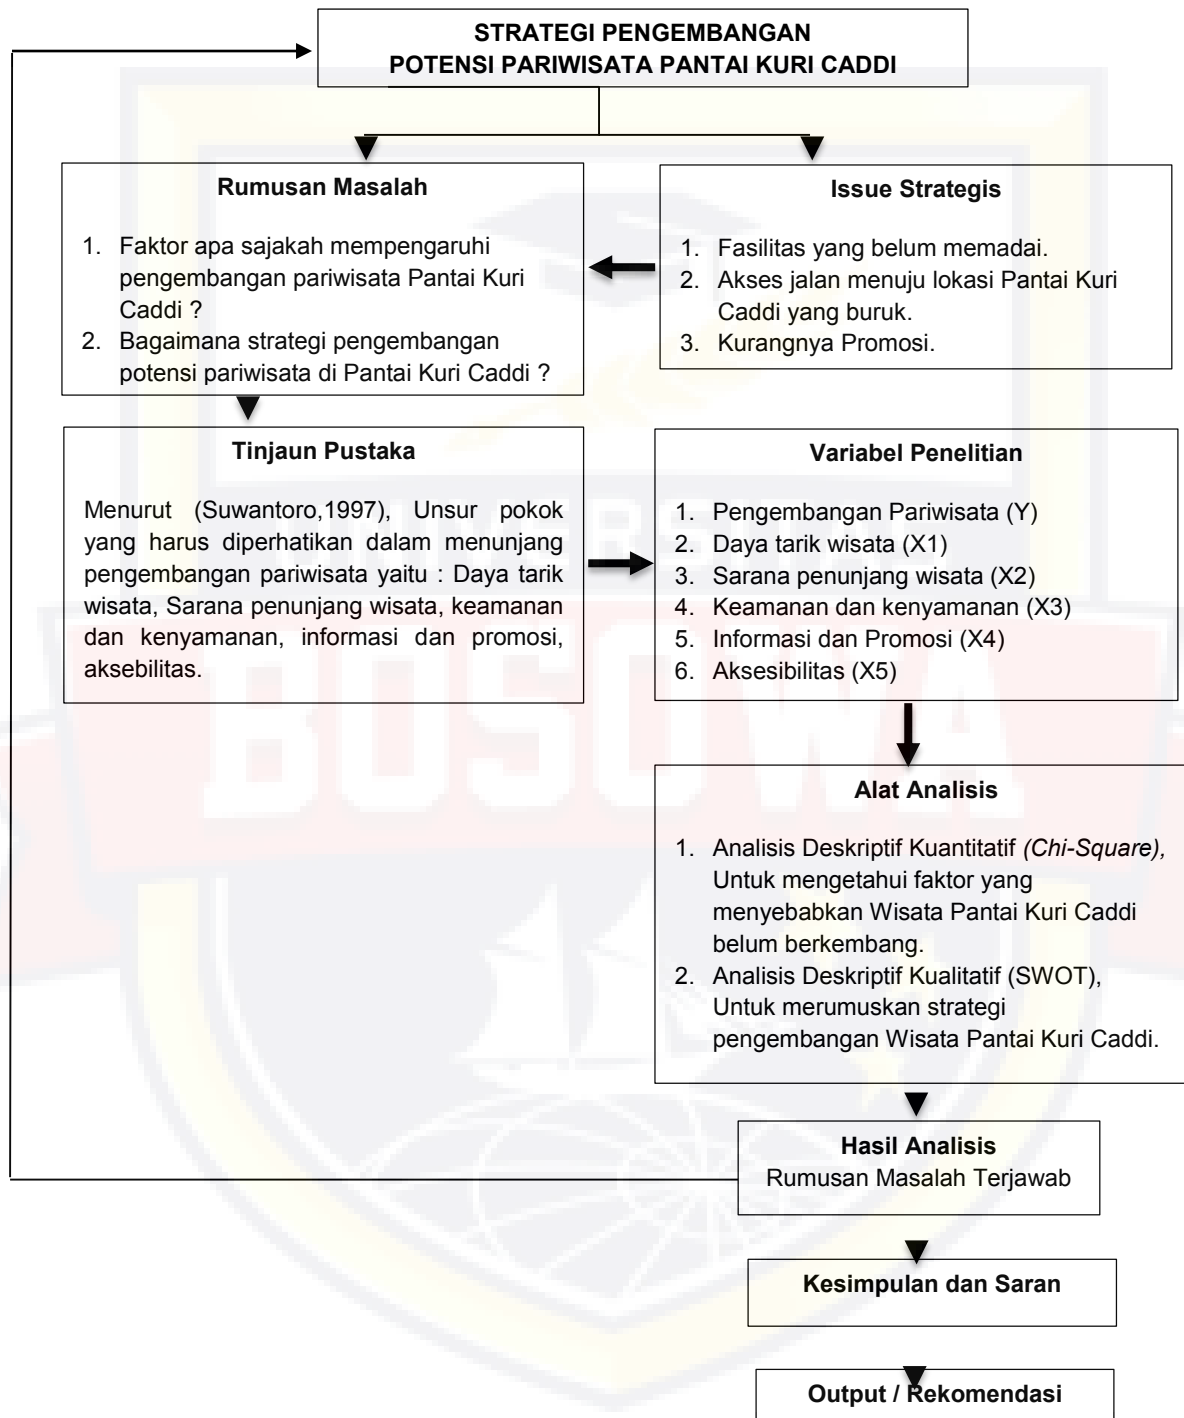 STRATEGI PENGEMBANGAN
POTENSI PARIWISATA PANTAI KURI CADDI
Rumusan Masalah
1. Faktor apa sajakah mempengaruhi
pengembangan pariwisata Pantai Kuri
Caddi ?
2. Bagaimana strategi pengembangan
potensi pariwisata di Pantai Kuri Caddi ?
Issue Strategis
1. Fasilitas yang belum memadai.
2. Akses jalan menuju lokasi Pantai Kuri
Caddi yang buruk.
3. Kurangnya Promosi.
Tinjaun Pustaka
Menurut (Suwantoro,1997), Unsur pokok
yang harus diperhatikan dalam menunjang
pengembangan pariwisata yaitu : Daya tarik
wisata, Sarana penunjang wisata, keamanan
dan kenyamanan, informasi dan promosi,
aksebilitas.
Variabel Penelitian
1. Pengembangan Pariwisata (Y)
2. Daya tarik wisata (X1)
3. Sarana penunjang wisata (X2)
4. Keamanan dan kenyamanan (X3)
5. Informasi dan Promosi (X4)
6. Aksesibilitas (X5)
Alat Analisis
1. Analisis Deskriptif Kuantitatif (Chi-Square),
Untuk mengetahui faktor yang
menyebabkan Wisata Pantai Kuri Caddi
belum berkembang.
2. Analisis Deskriptif Kualitatif (SWOT),
Untuk merumuskan strategi
pengembangan Wisata Pantai Kuri Caddi.
Hasil Analisis
Rumusan Masalah Terjawab
Kesimpulan dan Saran
Output / Rekomendasi
UNIVERSITAS
BOSOWA